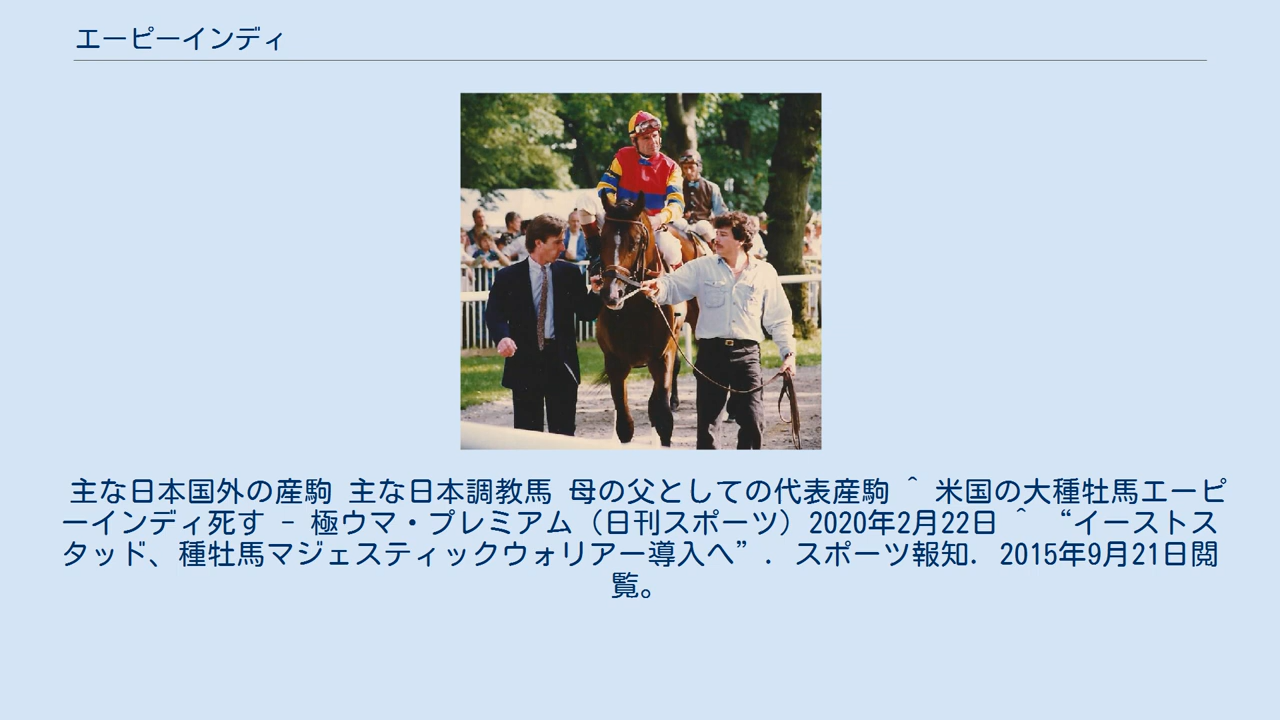 エーピーインディ
主な日本国外の産駒 主な日本調教馬 母の父としての代表産駒 ^ 米国の大種牡馬エーピ
ーインディ死す - 極ウマ・プレミアム（日刊スポーツ）2020年2月22日 ^ “イーストス
タッド、種牡馬マジェスティックウォリアー導入へ”. スポーツ報知. 2015年9月21日閲
覧。